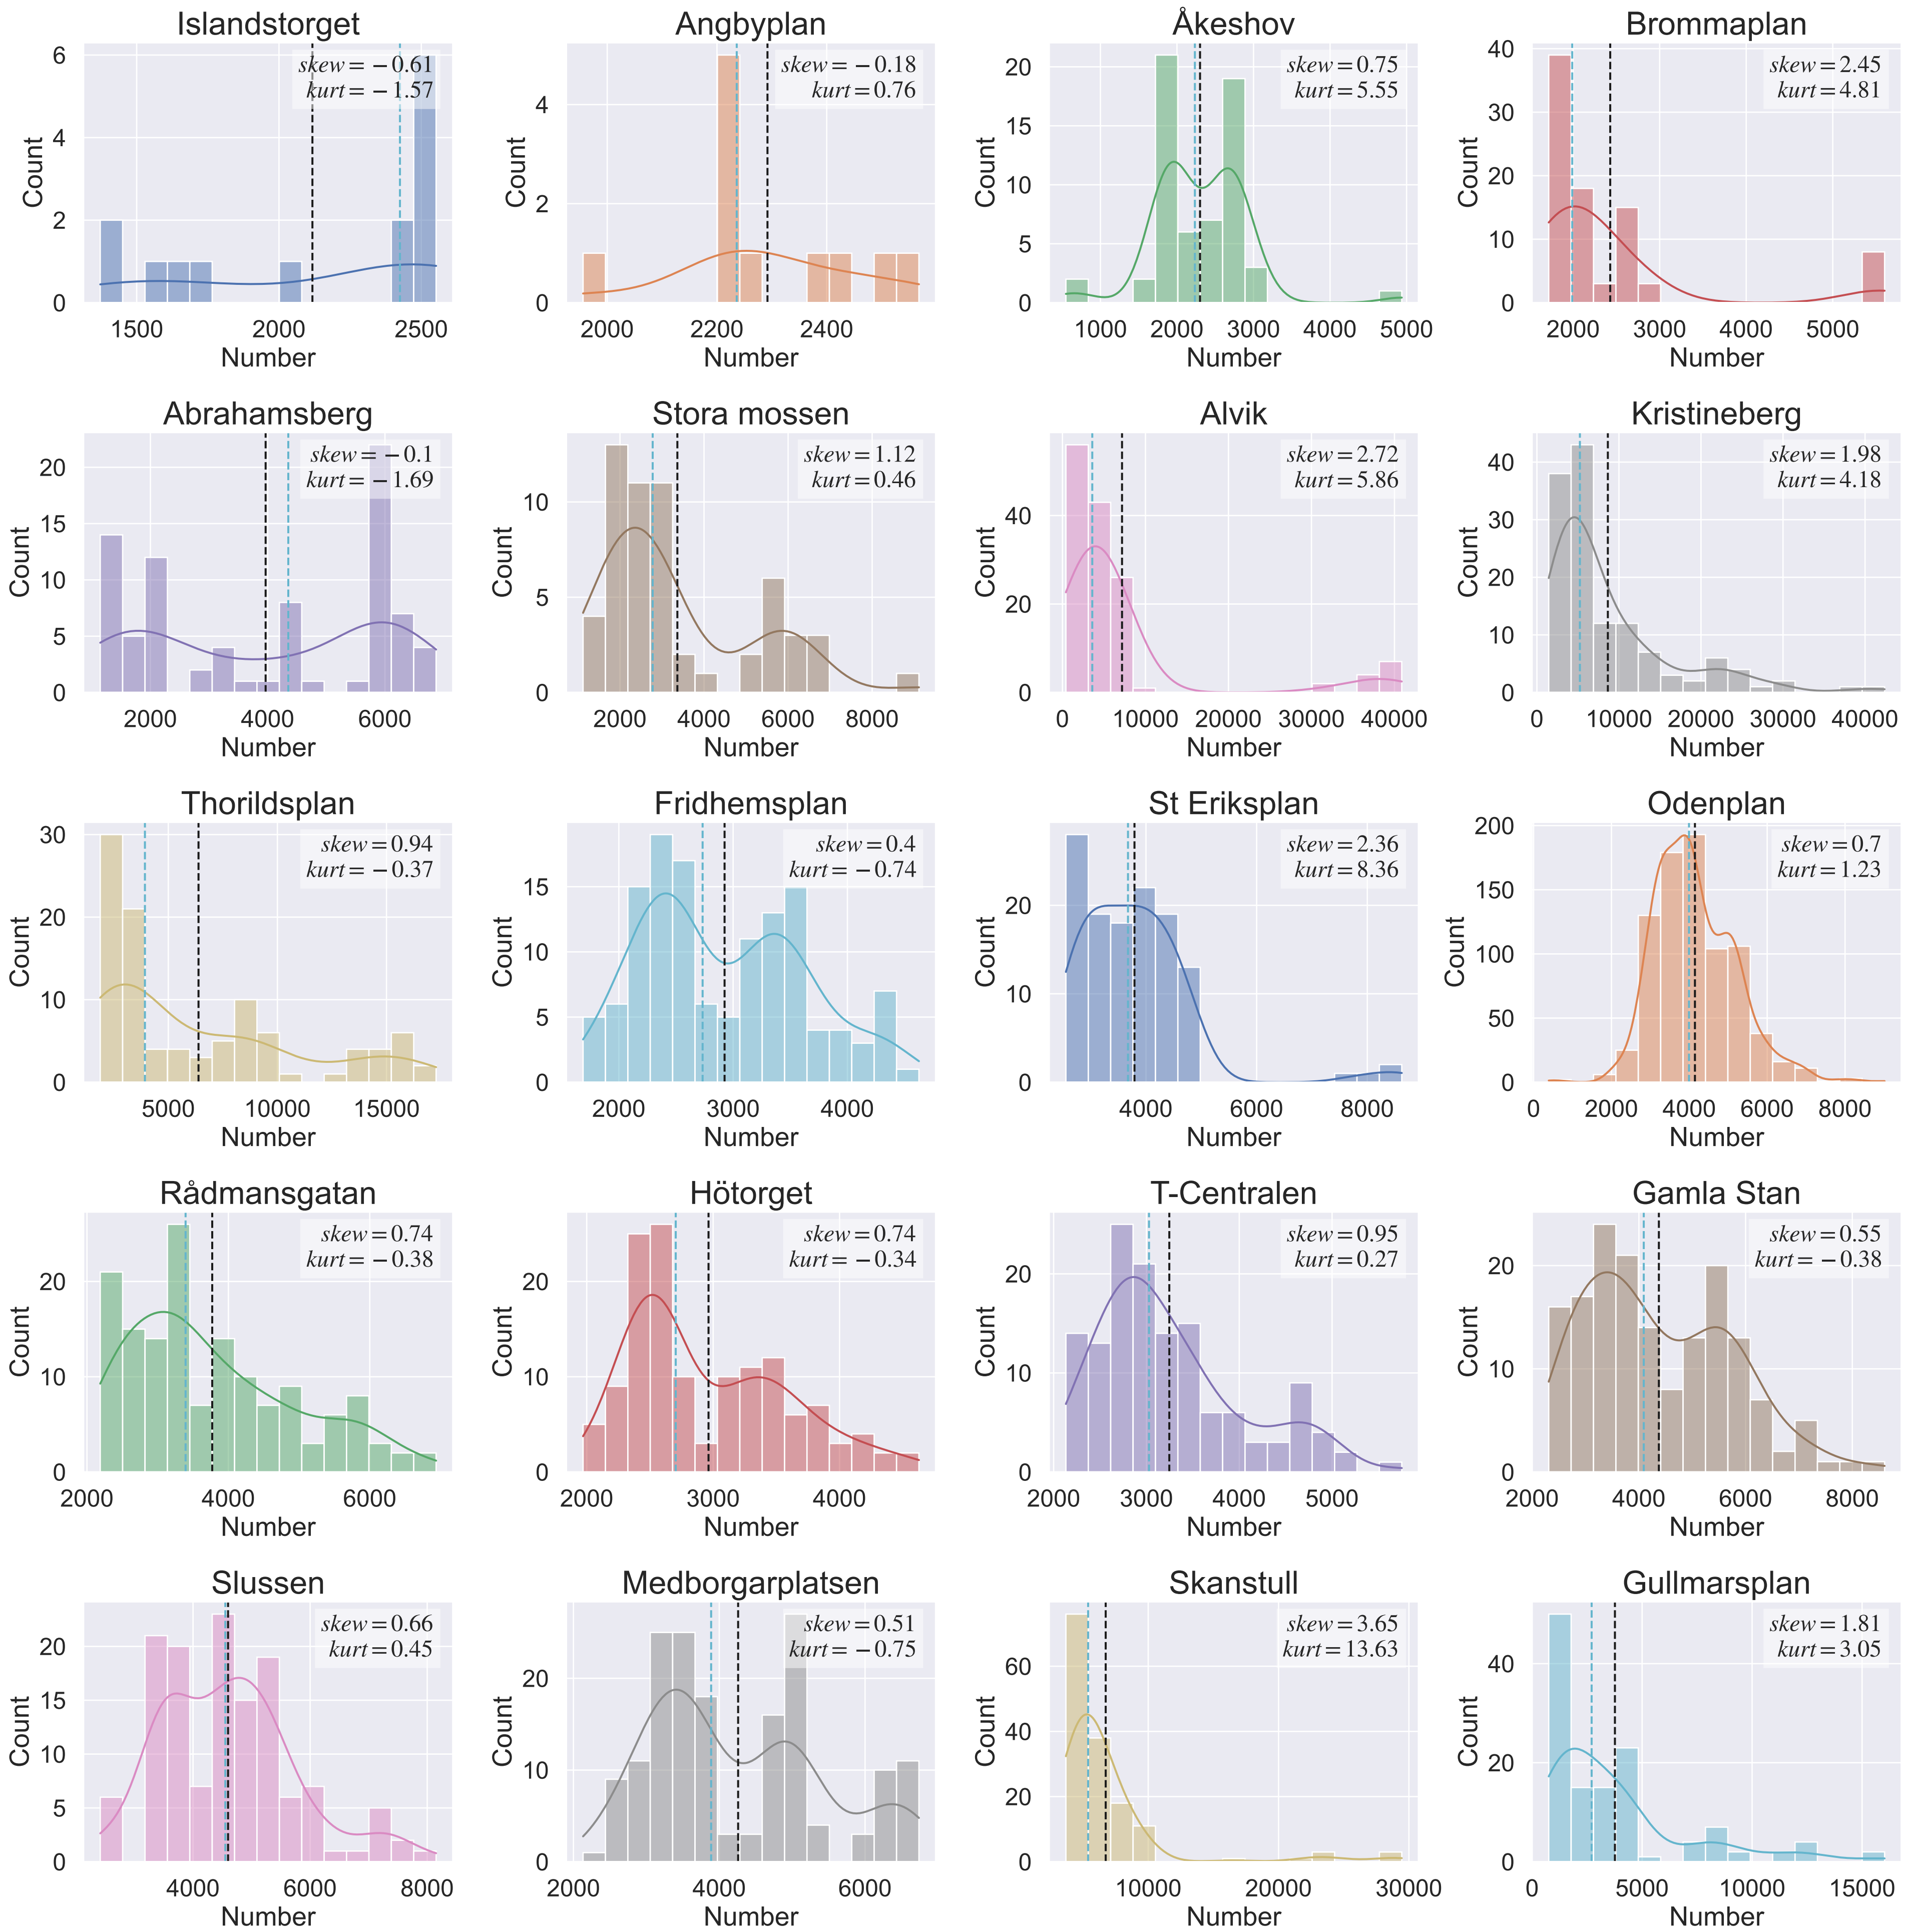 Islandstorget
skew = −0.61
kurt = −1.57
Count
6
4
2
0
1500 2000 2500
Number
Angbyplan
skew = −0.18
kurt = 0.76
Count
4
2
0
2000 2200 2400
Number
Åkeshov
skew = 0.75
kurt = 5.55
Count
20
15
10
5
0
1000 2000 3000 4000 5000
Number
Brommaplan
skew = 2.45
kurt = 4.81
Count
40
30
20
10
0
2000 3000 4000 5000
Number
Abrahamsberg
skew = −0.1
kurt = −1.69
Count
20
15
10
5
0
2000 4000 6000
Number
Stora mossen
skew = 1.12
kurt = 0.46
Count
10
5
0
2000 4000 6000 8000
Number
Alvik
skew = 2.72
kurt = 5.86
Count
40
20
0
0 10000 20000 30000 40000
Number
Kristineberg
skew = 1.98
kurt = 4.18
Count
40
30
20
10
0
0 10000 20000 30000 40000
Number
Thorildsplan
skew = 0.94
kurt = −0.37
Count
30
20
10
0
5000 10000 15000
Number
Fridhemsplan
skew = 0.4
kurt = −0.74
Count
15
10
5
0
2000 3000 4000
Number
St Eriksplan
skew = 2.36
kurt = 8.36
Count
20
10
0
4000 6000 8000
Number
Odenplan
skew = 0.7
kurt = 1.23
Count
200
150
100
50
0
0 2000 4000 6000 8000
Number
Rådmansgatan
skew = 0.74
kurt = −0.38
Count
20
10
0
2000 4000 6000
Number
Hötorget
skew = 0.74
kurt = −0.34
Count
20
10
0
2000 3000 4000
Number
T-Centralen
skew = 0.95
kurt = 0.27
Count
20
10
0
2000 3000 4000 5000
Number
Gamla Stan
skew = 0.55
kurt = −0.38
Count
20
10
0
2000 4000 6000 8000
Number
Slussen
skew = 0.66
kurt = 0.45
Count
20
15
10
5
0
4000 6000 8000
Number
Medborgarplatsen
skew = 0.51
kurt = −0.75
Count
20
10
0
2000 4000 6000
Number
Skanstull
skew = 3.65
kurt = 13.63
Count
60
40
20
0
10000 20000 30000
Number
Gullmarsplan
skew = 1.81
kurt = 3.05
Count
40
20
0
0 5000 10000 15000
Number